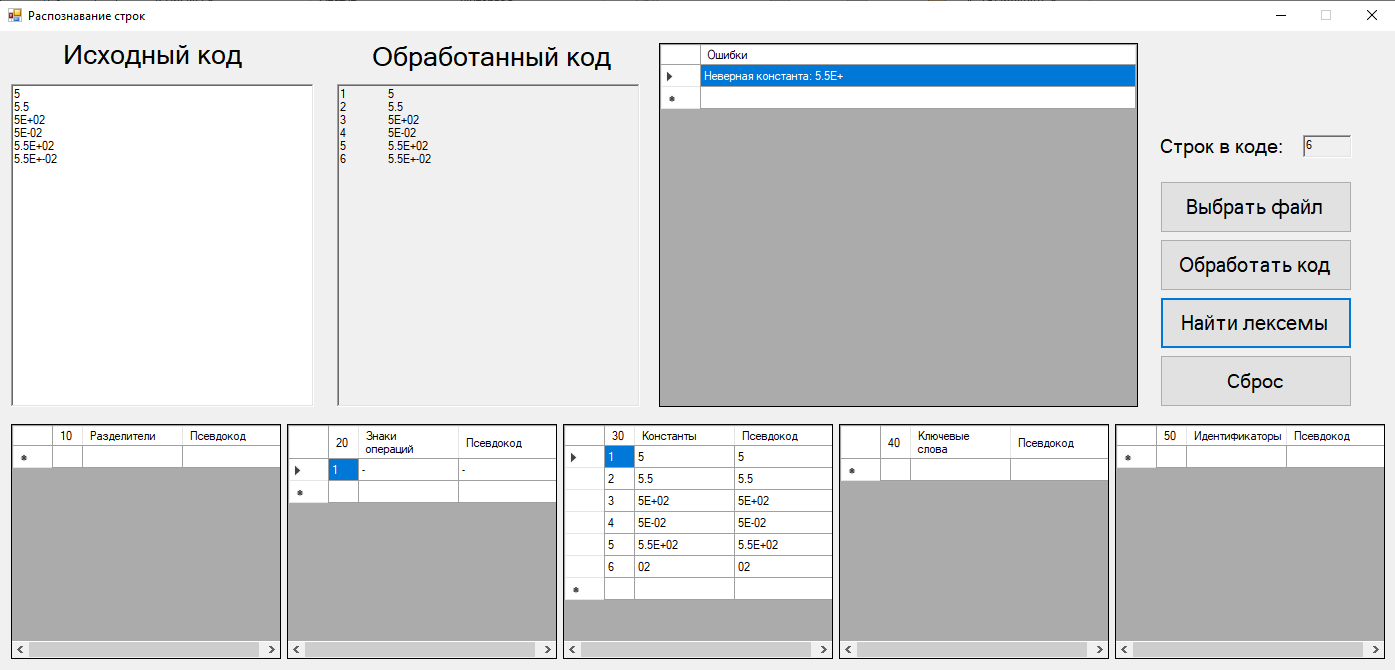 Распознавание строк
Исходный код
5
5.5
5E+02
5E-02
5.5E+02
5.5E+-02
Обработанный код
1 5
2 5.5
3 5E+02
4 5E-02
5 5.5E+02
6 5.5E+-02
Ошибки
Неверная константа: 5.5E+
Строк в коде: 6
Выбрать файл
Обработать код
Найти лексемы
Сброс
10 Разделители Псевдокод
20 Знаки операций Псевдокод
1 - -
30 Константы Псевдокод
1 5 5
2 5.5 5.5
3 5E+02 5E+02
4 5E-02 5E-02
5 5.5E+02 5.5E+02
6 02 02
40 Ключевые слова Псевдокод
50 Идентификаторы Псевдокод